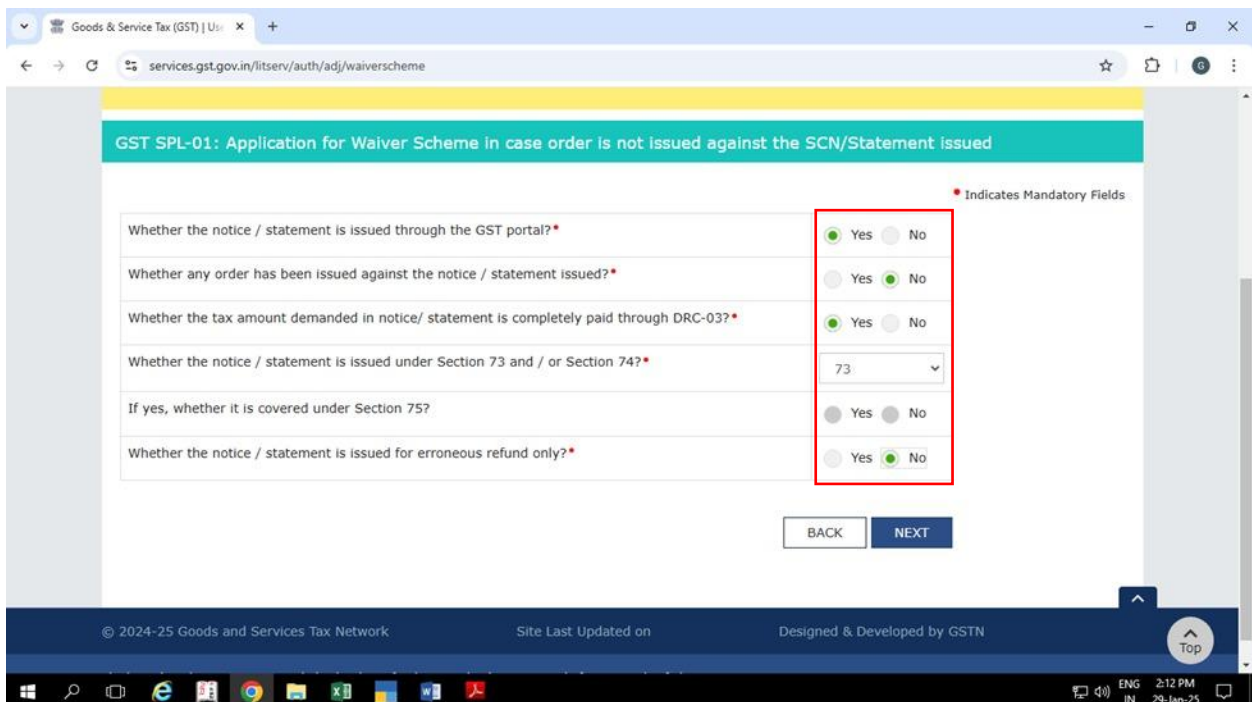 Goods & Service Tax (GST) | Us
services.gst.gov.in/litserv/auth/adj/waiverscheme
G
GST SPL-01: Application for Waiver Scheme in case order is not issued against the SCN/Statement issued
• Indicates Mandatory Fields
Whether the notice / statement is issued through the GST portal?• Yes No
Whether any order has been issued against the notice / statement issued?• Yes No
Whether the tax amount demanded in notice/ statement is completely paid through DRC-03?• Yes No
Whether the notice / statement is issued under Section 73 and / or Section 74?• 73
If yes, whether it is covered under Section 75? Yes No
Whether the notice / statement is issued for erroneous refund only?• Yes No
BACK NEXT
© 2024-25 Goods and Services Tax Network Site Last Updated on Designed & Developed by GSTN
Top
ENG 2:12 PM
IN 29-Jan-25